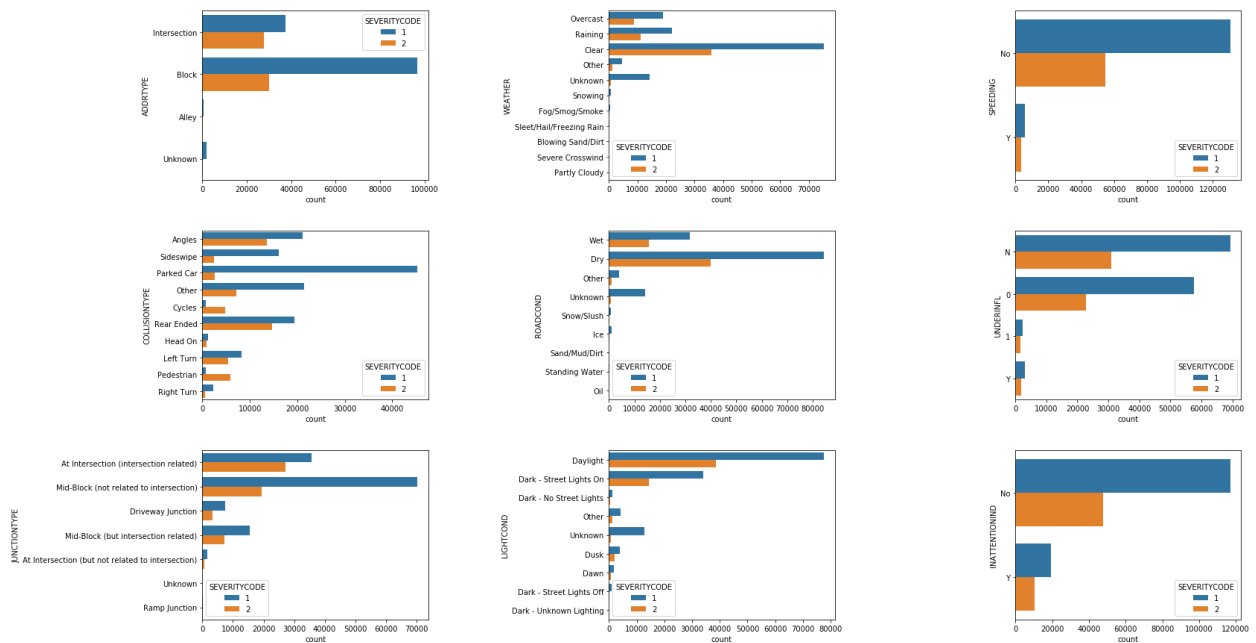 ADDRTYPE
Intersection
Block
Alley
Unknown
SEVERITYCODE
1
2
0 20000 40000 60000 80000 100000
count
WEATHER
Overcast
Raining
Clear
Other
Unknown
Snowing
Fog/Smog/Smoke
Sleet/Hail/Freezing Rain
Blowing Sand/Dirt
Severe Crosswind
Partly Cloudy
SEVERITYCODE
1
2
0 10000 20000 30000 40000 50000 60000 70000
count
SPEEDING
No
Y
SEVERITYCODE
1
2
0 20000 40000 60000 80000 100000 120000
count
COLLISIONTYPE
Angles
Sideswipe
Parked Car
Other
Cycles
Rear Ended
Head On
Left Turn
Pedestrian
Right Turn
SEVERITYCODE
1
2
0 10000 20000 30000 40000
count
ROADCOND
Wet
Dry
Other
Unknown
Snow/Slush
Ice
Sand/Mud/Dirt
Standing Water
Oil
SEVERITYCODE
1
2
0 10000 20000 30000 40000 50000 60000 70000 80000
count
UNDERINFL
N
0
1
Y
SEVERITYCODE
1
2
0 10000 20000 30000 40000 50000 60000 70000
count
JUNCTIONTYPE
At Intersection (intersection related)
Mid-Block (not related to intersection)
Driveway Junction
Mid-Block (but intersection related)
At Intersection (but not related to intersection)
Unknown
Ramp Junction
SEVERITYCODE
1
2
0 10000 20000 30000 40000 50000 60000 70000
count
LIGHTCOND
Daylight
Dark - Street Lights On
Dark - No Street Lights
Other
Unknown
Dusk
Dawn
Dark - Street Lights Off
Dark - Unknown Lighting
SEVERITYCODE
1
2
0 10000 20000 30000 40000 50000 60000 70000 80000
count
INATTENTIONIND
No
Y
SEVERITYCODE
1
2
0 20000 40000 60000 80000 100000 120000
count